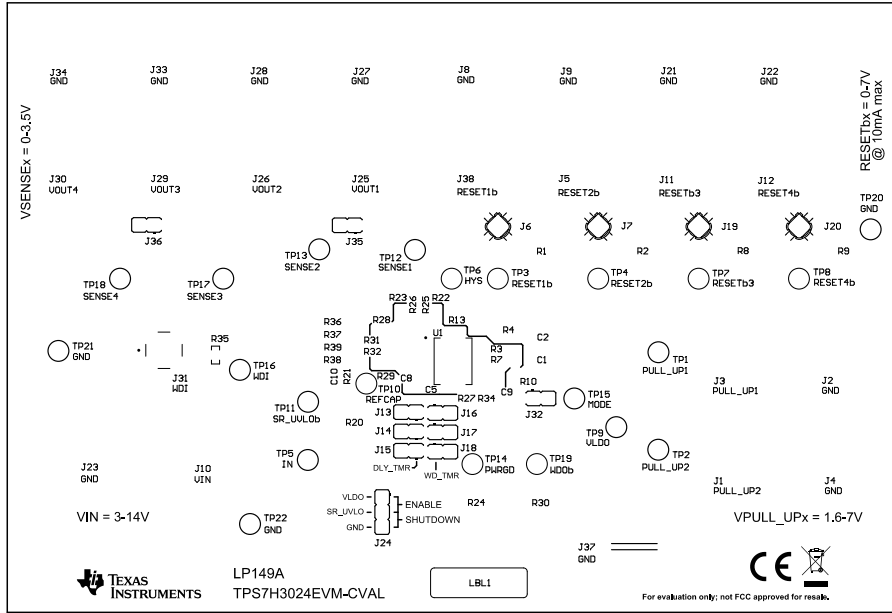 J34
GND
J33
GND
J28
GND
J27
GND
J8
GND
J9
GND
J21
GND
J22
GND
VSENSEx = 0-3.5V
RESETbx = 0-7V
@ 10mA max
J30
VOUT4
J29
VOUT3
J26
VOUT2
J25
VOUT1
J38
RESET1b
J5
RESET2b
J11
RESETb3
J12
RESET4b
TP20
GND
J36
J35
J6
J7
J19
J20
TP13
SENSE2
TP12
SENSE1
R1
R2
R8
R9
TP18
SENSE4
TP17
SENSE3
TP6
HYS
TP3
RESET1b
TP4
RESET2b
TP7
RESETb3
TP8
RESET4b
R23
R26
R25
R22
R36
R28
R13
R37
R31
U1
R4
C2
R39
R32
R3
R38
R7
C1
R35
TP21
GND
J31
WDI
TP16
WDI
C10
R21
R29
C8
TP10
REFCAP
C5
R27
R34
C9
R10
J32
TP15
MODE
TP1
PULL_UP1
J3
PULL_UP1
J2
GND
TP11
SR_UVLOb
R20
J13
J16
J14
J17
J15
J18
DLY_TMR
WD_TMR
TP9
VLDO
TP2
PULL_UP2
TP5
IN
TP14
PWRGD
TP19
WDOb
J23
GND
J10
VIN
J1
PULL_UP2
J4
GND
VIN = 3-14V
TP22
GND
VLDO
SR_UVLO
GND
ENABLE
SHUTDOWN
J24
R24
R30
VPULL_UPx = 1.6-7V
J37
GND
TEXAS
INSTRUMENTS
LP149A
TPS7H3024EVM-CVAL
LBL1
CE
For evaluation only; not FCC approved for resale.